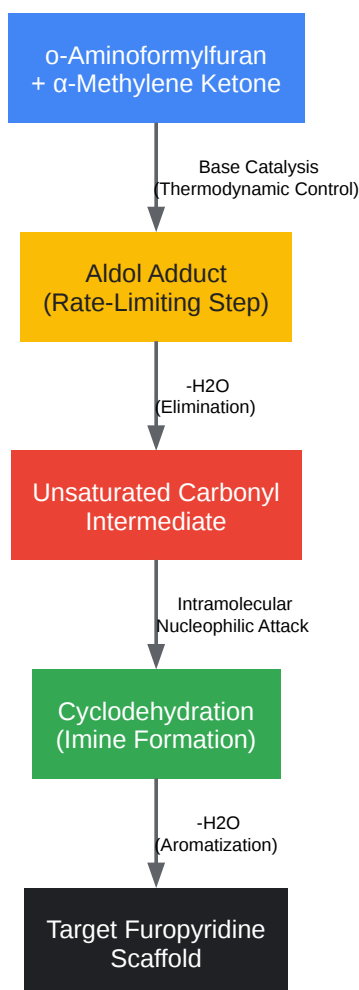 o-Aminoformylfuran
+ α-Methylene Ketone
Base Catalysis
(Thermodynamic Control)
Aldol Adduct
(Rate-Limiting Step)
-H2O
(Elimination)
Unsaturated Carbonyl
Intermediate
Intramolecular
Nucleophilic Attack
Cyclodehydration
(Imine Formation)
-H2O
(Aromatization)
Target Furopyridine
Scaffold